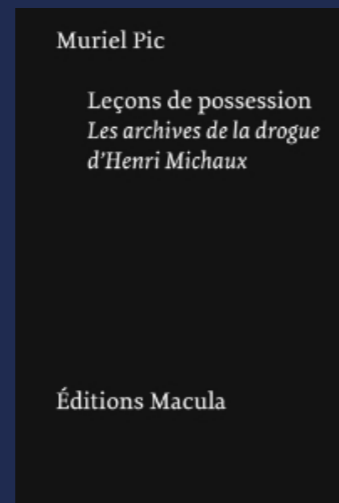 Muriel Pic
Leçons de possession
Les archives de la drogue
d’Henri Michaux
Éditions Macula